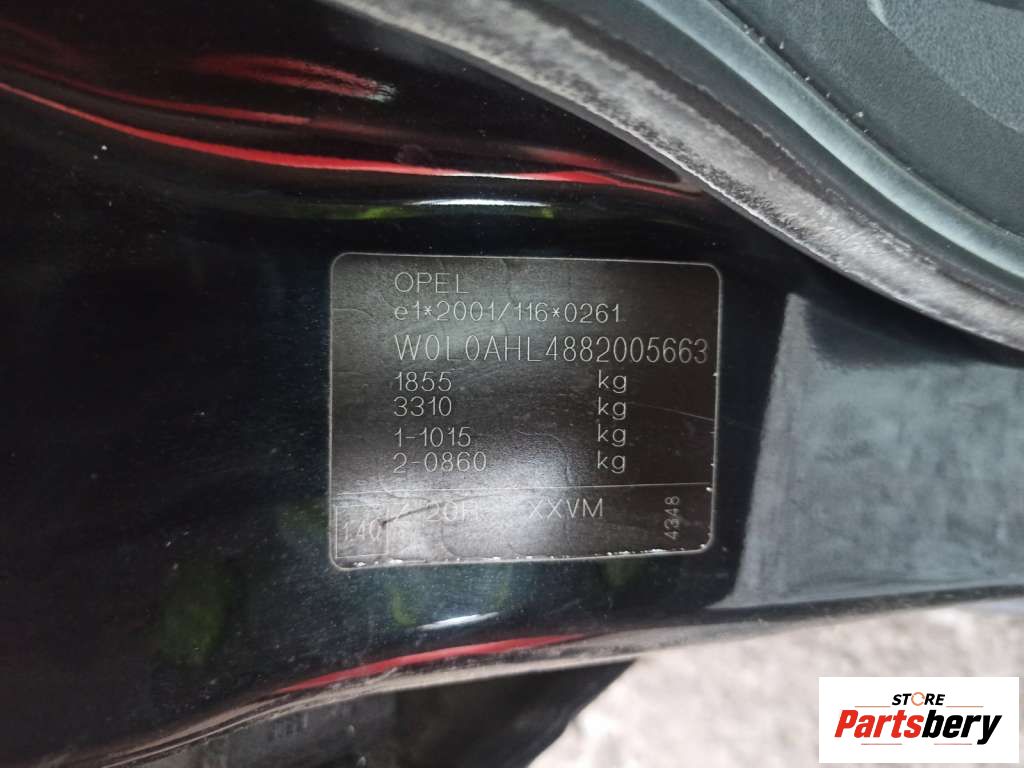 OPEL
e1*2001/116*0261
W0L0AHL4882005663
1855 kg
3310 kg
1-1015 kg
2-0860 kg
XXVM
4348
STORE
Partsbery